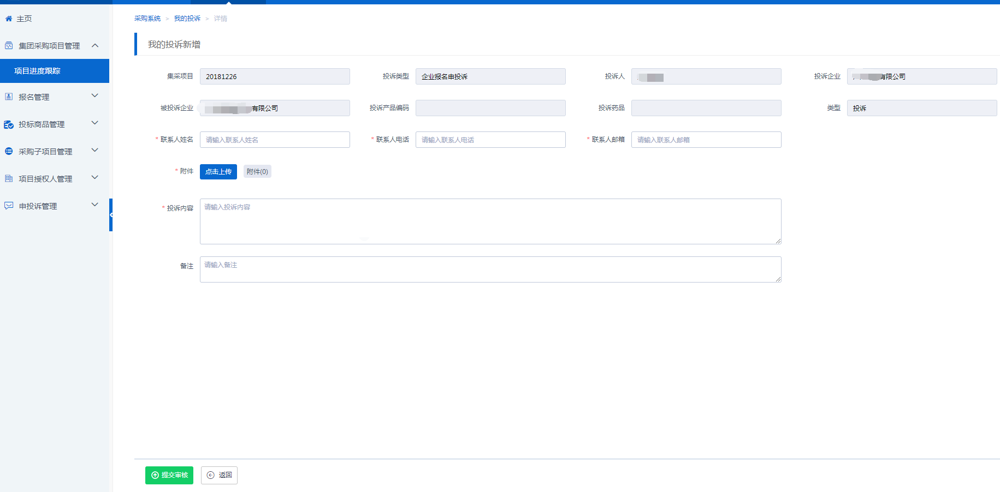 主页
集团采购项目管理
项目进度跟踪
报名管理
投标商品管理
采购子项目管理
项目授权人管理
申投诉管理
采购系统 > 我的投诉 > 详情
我的投诉新增
集采项目 20181226 投诉类型 企业报名申投诉 投诉人 投诉企业 有限公司
被投诉企业 有限公司 投诉产品编码 投诉药品 类型 投诉
* 联系人姓名 请输入联系人姓名 * 联系人电话 请输入联系人电话 * 联系人邮箱 请输入联系人邮箱
* 附件 点击上传 附件(0)
* 投诉内容 请输入投诉内容
备注 请输入备注
提交审核 返回